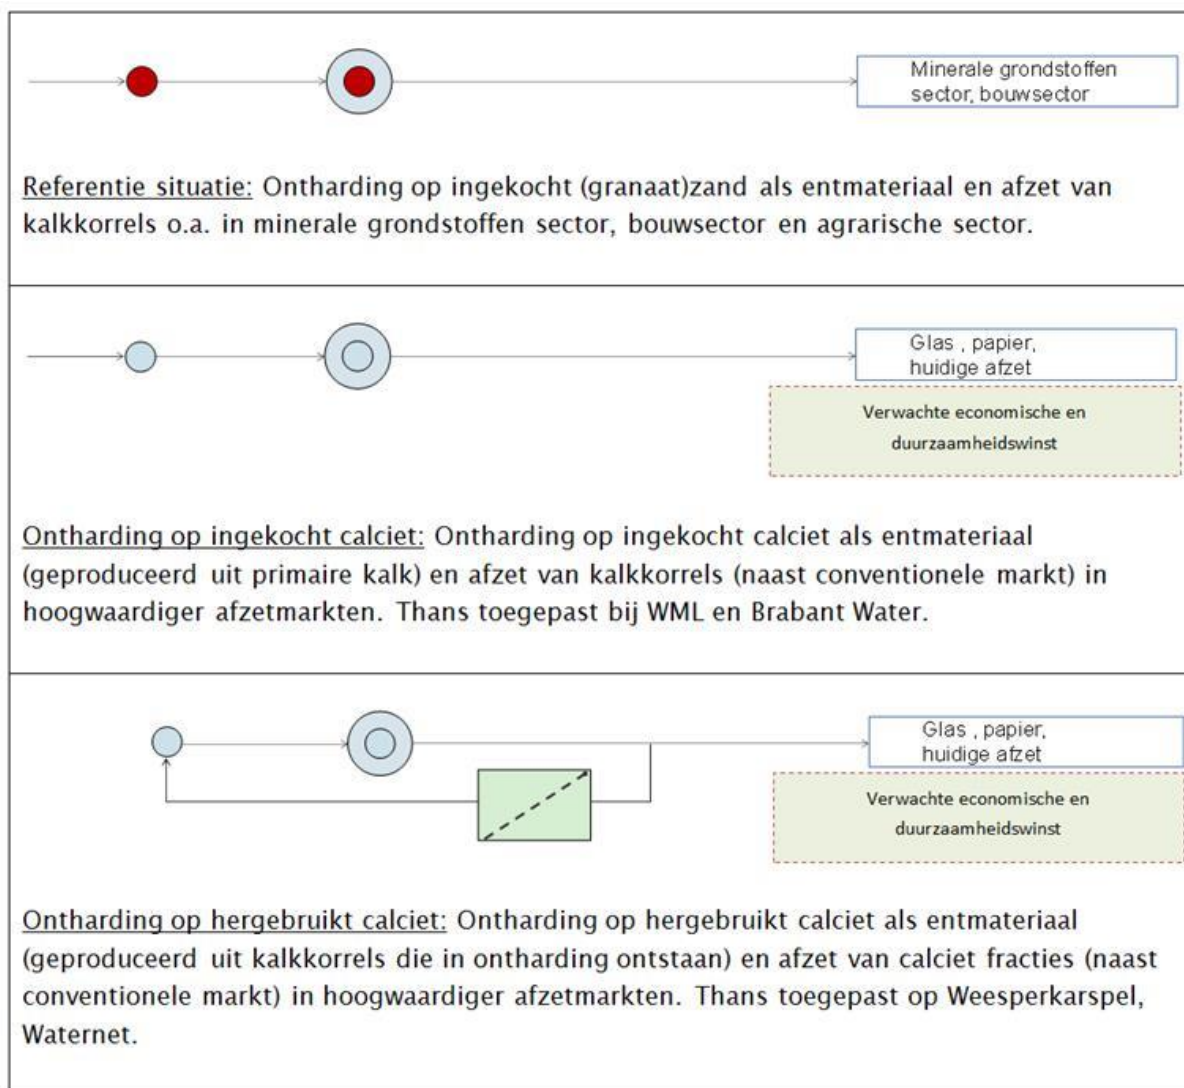 Minerale grondstoffen
sector, bouwsector
Referentie situatie: Ontharding op ingekocht (granaat)zand als entmateriaal en afzet van
kalkkorrels o.a. in minerale grondstoffen sector, bouwsector en agrarische sector.
Glas , papier,
huidige afzet
Verwachte economische en
duurzaamheidswinst
Ontharding op ingekocht calciet: Ontharding op ingekocht calciet als entmateriaal
(geproduceerd uit primaire kalk) en afzet van kalkkorrels (naast conventionele markt) in
hoogwaardiger afzetmarkten. Thans toegepast bij WML en Brabant Water.
Glas , papier,
huidige afzet
Verwachte economische en
duurzaamheidswinst
Ontharding op hergebruikt calciet: Ontharding op hergebruikt calciet als entmateriaal
(geproduceerd uit kalkkorrels die in ontharding ontstaan) en afzet van calciet fracties (naast
conventionele markt) in hoogwaardiger afzetmarkten. Thans toegepast op Weesperkarspel,
Waternet.